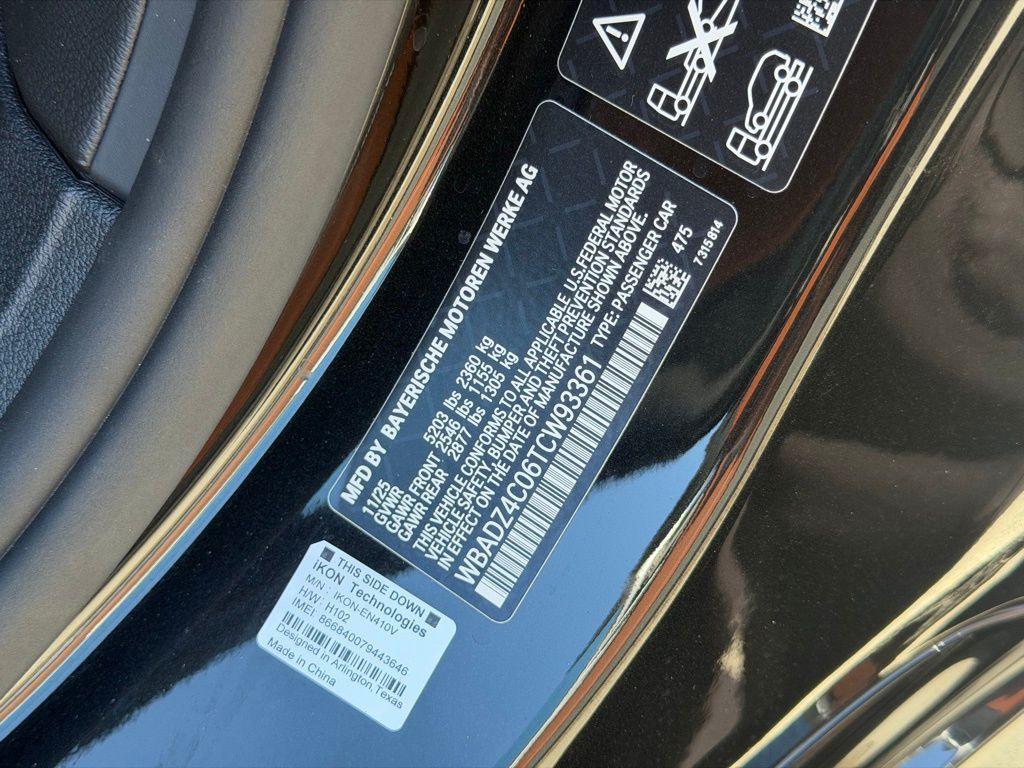 MFD BY BAYERISCHE MOTOREN WERKE AG
11/25
GVWR 5203 lbs 2360 kg
GAWR FRONT 2546 lbs 1155 kg
GAWR REAR 2877 lbs 1305 kg
THIS VEHICLE CONFORMS TO ALL APPLICABLE U.S.FEDERAL MOTOR
VEHICLE SAFETY, BUMPER AND THEFT PREVENTION STANDARDS
IN EFFECT ON THE DATE OF MANUFACTURE SHOWN ABOVE.
WBADZ4C06TCW93361 TYPE: PASSENGER CAR
475
7315814
THIS SIDE DOWN
iKON Technologies
M/N : IKON-EN410V
H/W: H102
IMEI: 866840079443646
Designed in Arlington, Texas
Made in China